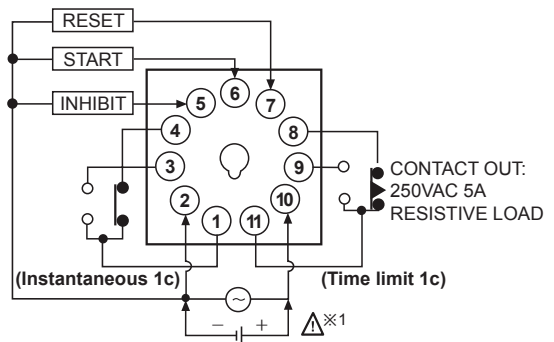 RESET
START
INHIBIT
6
5
7
4
8
3
9
2
10
1
11
CONTACT OUT:
250VAC 5A
RESISTIVE LOAD
(Instantaneous 1c)
(Time limit 1c)
~
− +
※1